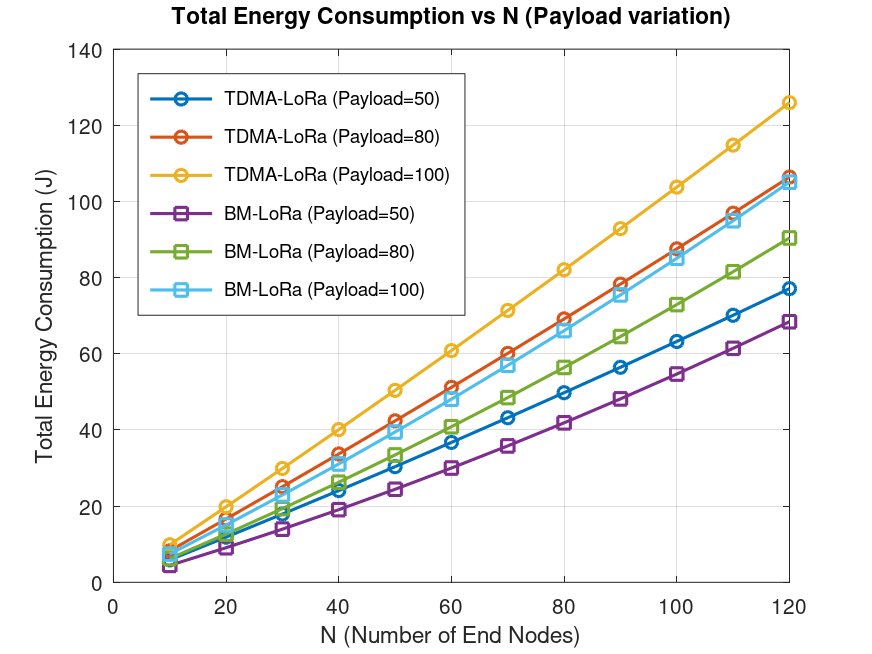 Total Energy Consumption vs N (Payload variation)
140
120
100
80
60
40
20
0
Total Energy Consumption (J)
TDMA-LoRa (Payload=50)
TDMA-LoRa (Payload=80)
TDMA-LoRa (Payload=100)
BM-LoRa (Payload=50)
BM-LoRa (Payload=80)
BM-LoRa (Payload=100)
0 20 40 60 80 100 120
N (Number of End Nodes)